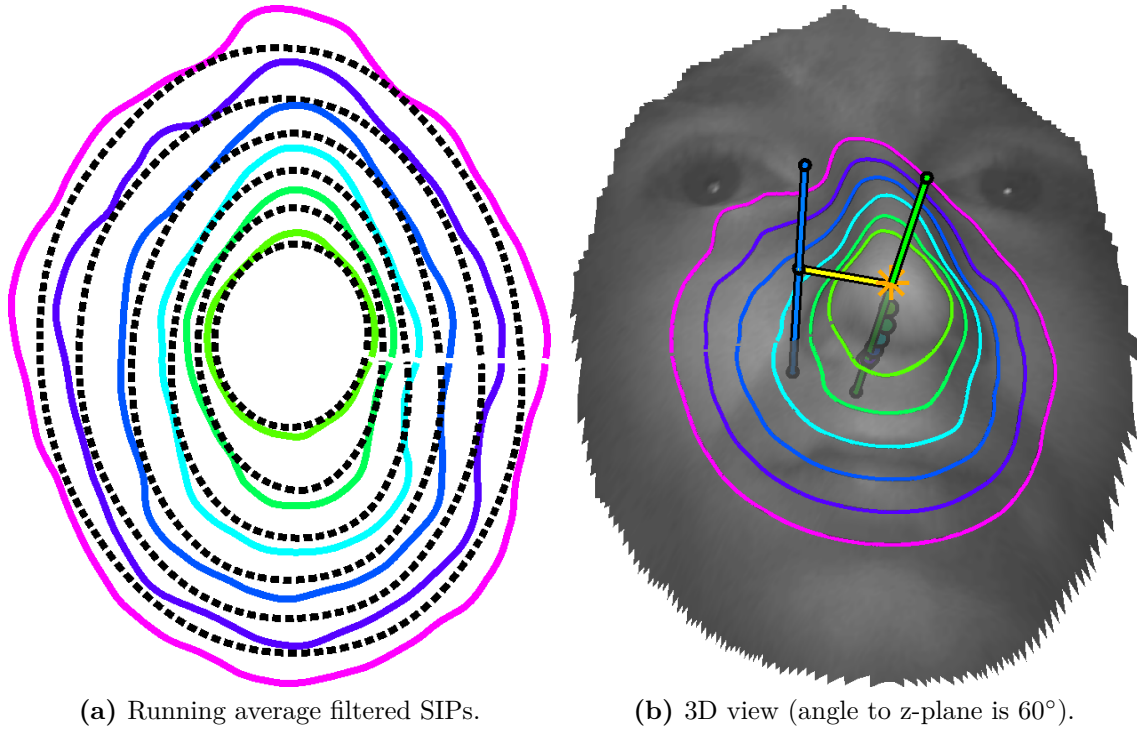 (a) Running average filtered SIPs.
(b) 3D view (angle to z-plane is 60°).